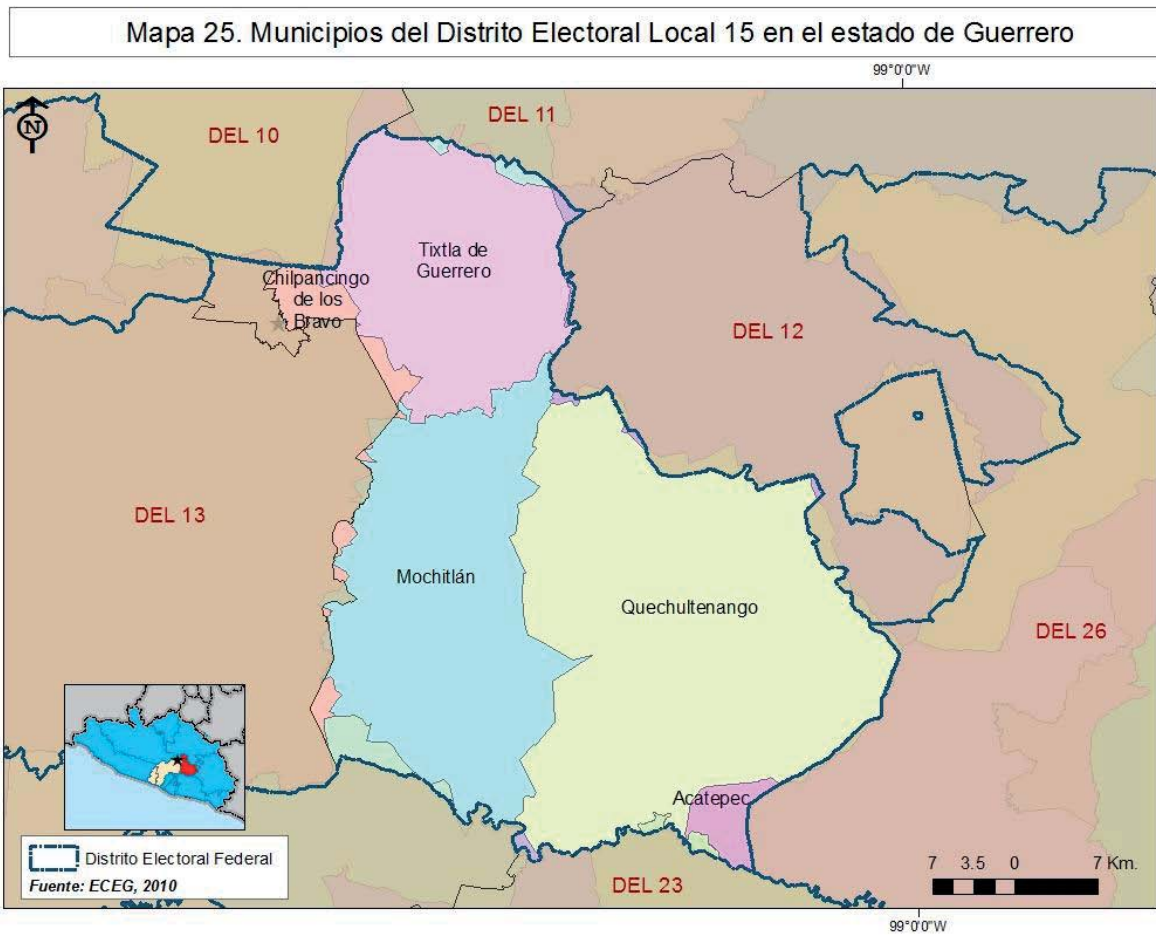 Mapa 25. Municipios del Distrito Electoral Local 15 en el estado de Guerrero
99°0'0"W
N
DEL 10
DEL 11
Tixtla de
Guerrero
Chilpancingo
de los
Bravo
DEL 12
DEL 13
Mochitlán
Quechultenango
DEL 26
Acatepec
Distrito Electoral Federal
Fuente: ECEG, 2010
DEL 23
7 3.5 0 7 Km.
99°0'0"W